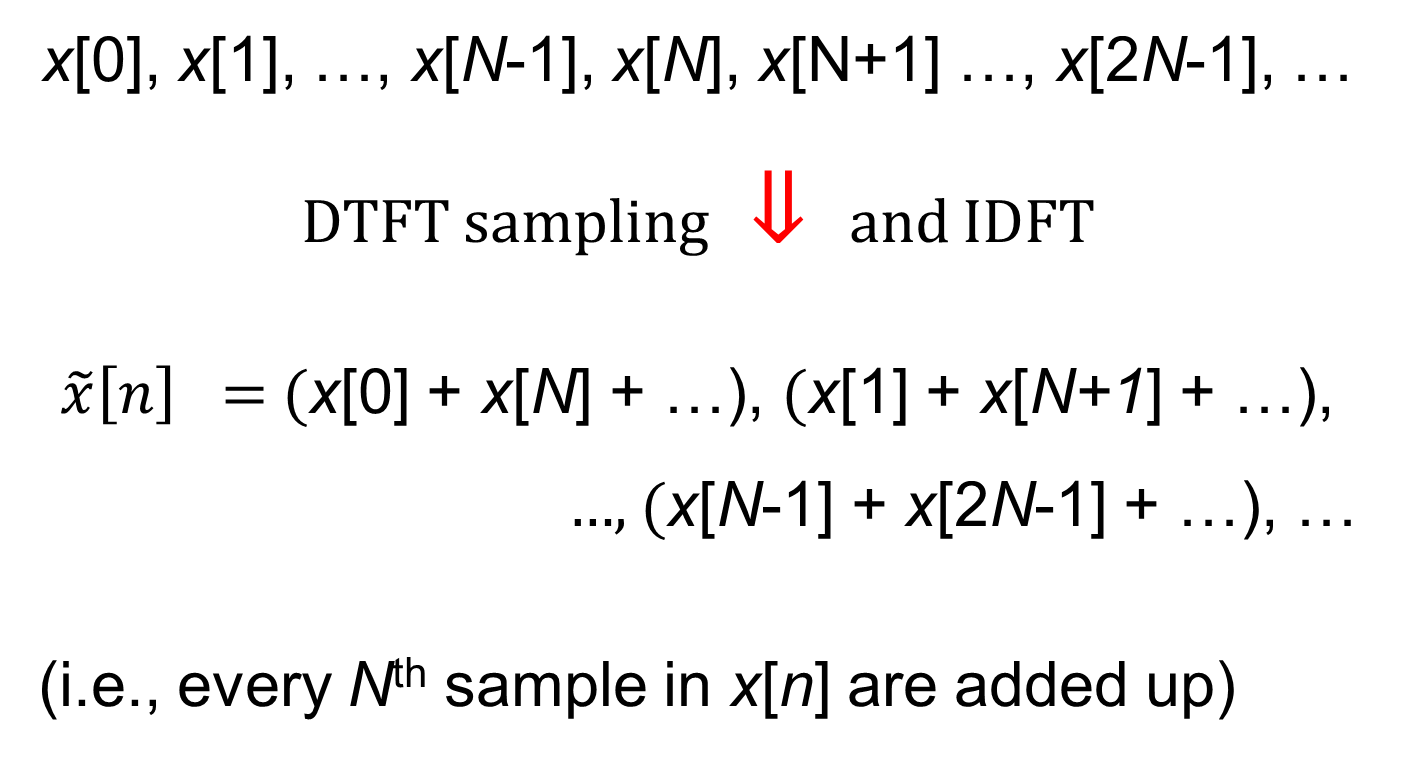 x[0], x[1], …, x[N-1], x[N], x[N+1] …, x[2N-1], …
DTFT sampling ⇓ and IDFT
x̃[n] = (x[0] + x[N] + …), (x[1] + x[N+1] + …),
…, (x[N-1] + x[2N-1] + …), …
(i.e., every Nth sample in x[n] are added up)